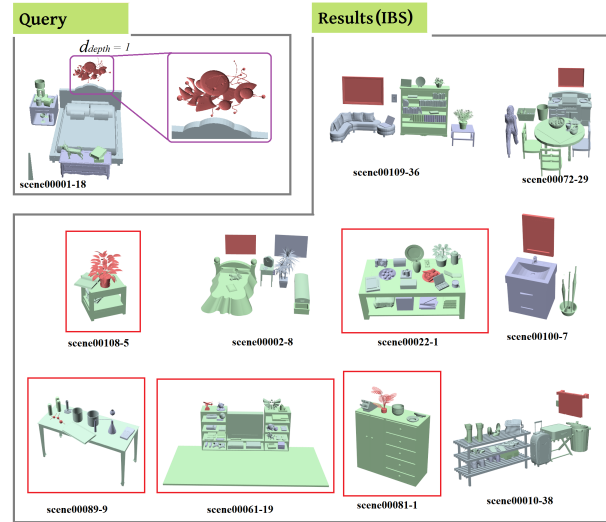 Query
Results (IBS)
d_depth = 1
scene00001-18
scene00109-36
scene00072-29
scene00108-5
scene00002-8
scene00022-1
scene00100-7
scene00089-9
scene00061-19
scene00081-1
scene00010-38